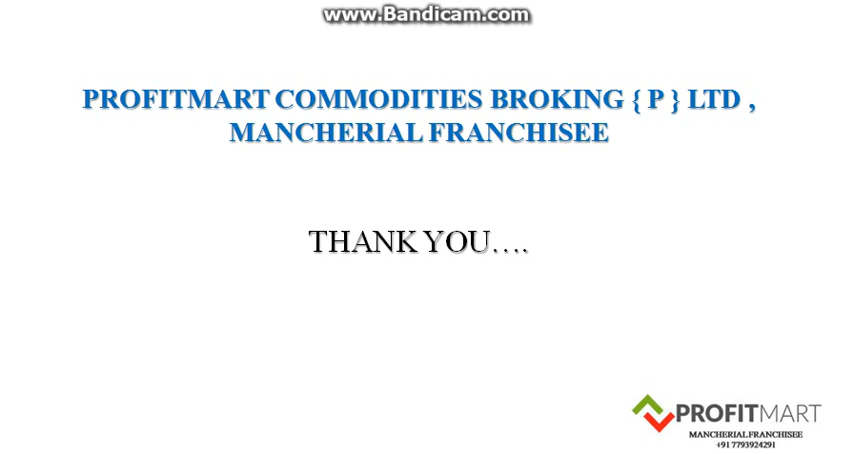 www.Bandicam.com
PROFITMART COMMODITIES BROKING { P } LTD ,
MANCHERIAL FRANCHISEE
THANK YOU….
PROFITMART
MANCHERIAL FRANCHISEE
+91 7793924291